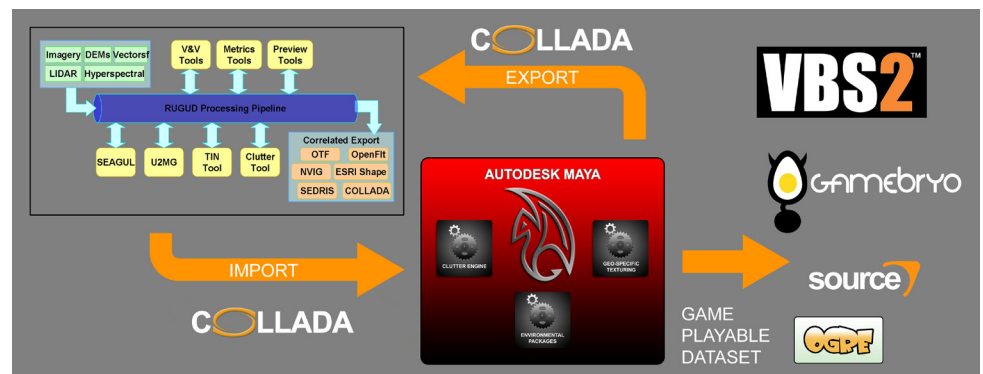 Imagery
DEMs
Vectorsf
LIDAR
Hyperspectral
V&V
Tools
Metrics
Tools
Preview
Tools
RUGUD Processing Pipeline
SEAGUL
U2MG
TIN
Tool
Clutter
Tool
Correlated Export
OTF
OpenFlt
NVIG
ESRI Shape
SEDRIS
COLLADA
COLLADA
EXPORT
IMPORT
COLLADA
AUTODESK MAYA
CLUTTER ENGINE
GEO-SPECIFIC
TEXTURING
ENVIRONMENTAL
PACKAGES
GAME
PLAYABLE
DATASET
VBS2™
GAMEBRYO
source
OGRE